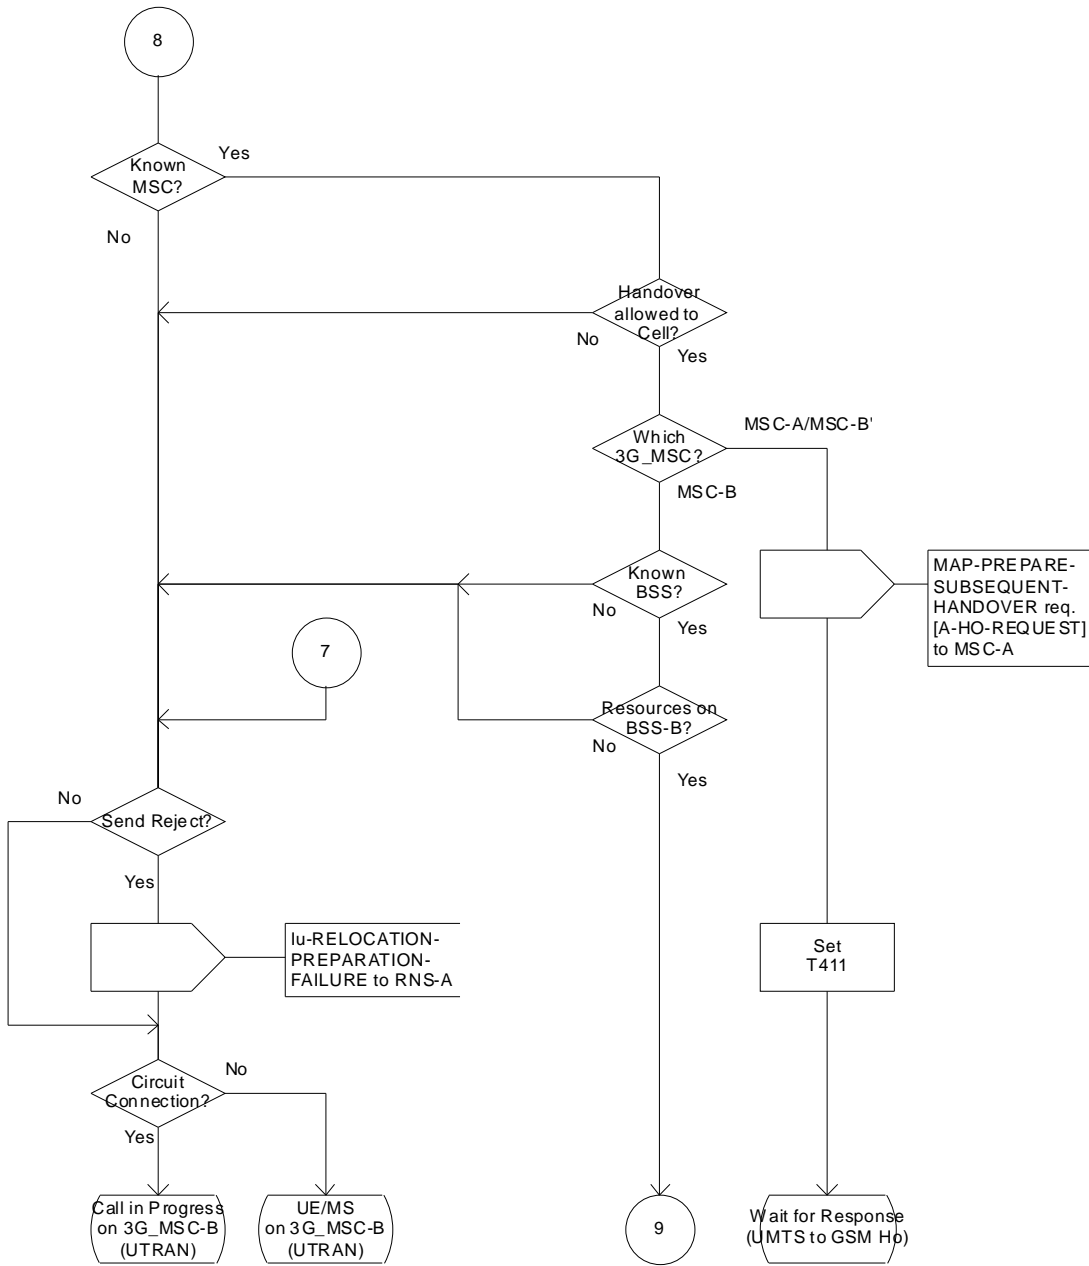 8
Known
MSC?
Yes
No
Handover
allowed to
Cell?
No
Yes
Which
3G_MSC?
MSC-A/MSC-B'
MSC-B
Known
BSS?
No
Yes
MAP-PREPARE-
SUBSEQUENT-
HANDOVER req.
[A-HO-REQUEST]
to MSC-A
7
Resources on
BSS-B?
No
Yes
No
Send Reject?
Yes
Iu-RELOCATION-
PREPARATION-
FAILURE to RNS-A
Set
T411
Circuit
Connection?
No
Yes
Call in Progress
on 3G_MSC-B
(UTRAN)
UE/MS
on 3G_MSC-B
(UTRAN)
9
Wait for Response
(UMTS to GSM Ho)